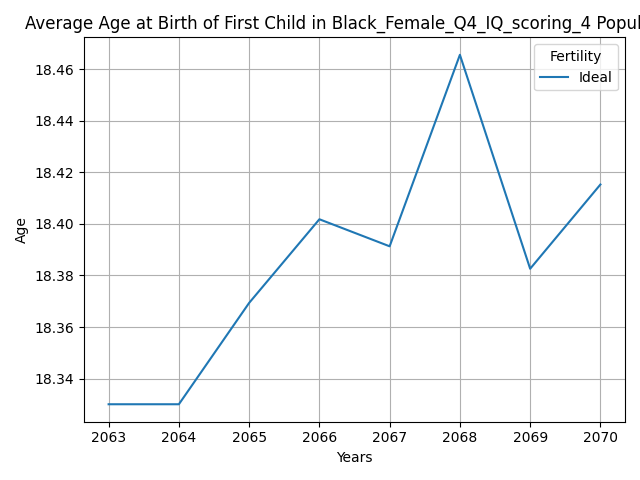 Average Age at Birth of First Child in Black_Female_Q4_IQ_scoring_4 Popul
Fertility
Ideal
18.46
18.44
18.42
18.40
18.38
18.36
18.34
Age
2063 2064 2065 2066 2067 2068 2069 2070
Years